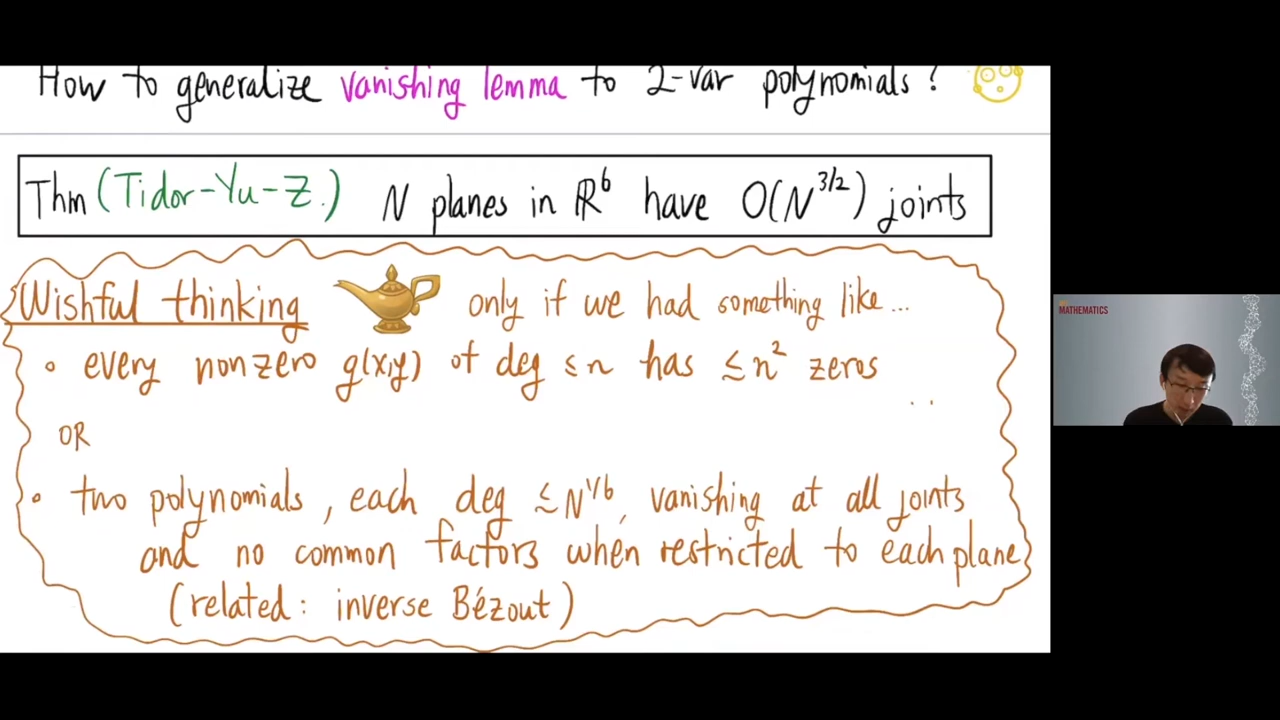 How to generalize vanishing lemma to 2-var polynomials?
Thm (Tidor-Yu-Z.) N planes in ℝ⁶ have O(N^{3/2}) joints
Wishful thinking only if we had something like...
• every nonzero g(x,y) of deg ≤ n has ≤ n² zeros
OR
• two polynomials, each deg ≲ N^{1/6}, vanishing at all joints
and no common factors when restricted to each plane
(related: inverse Bézout)
MATHEMATICS